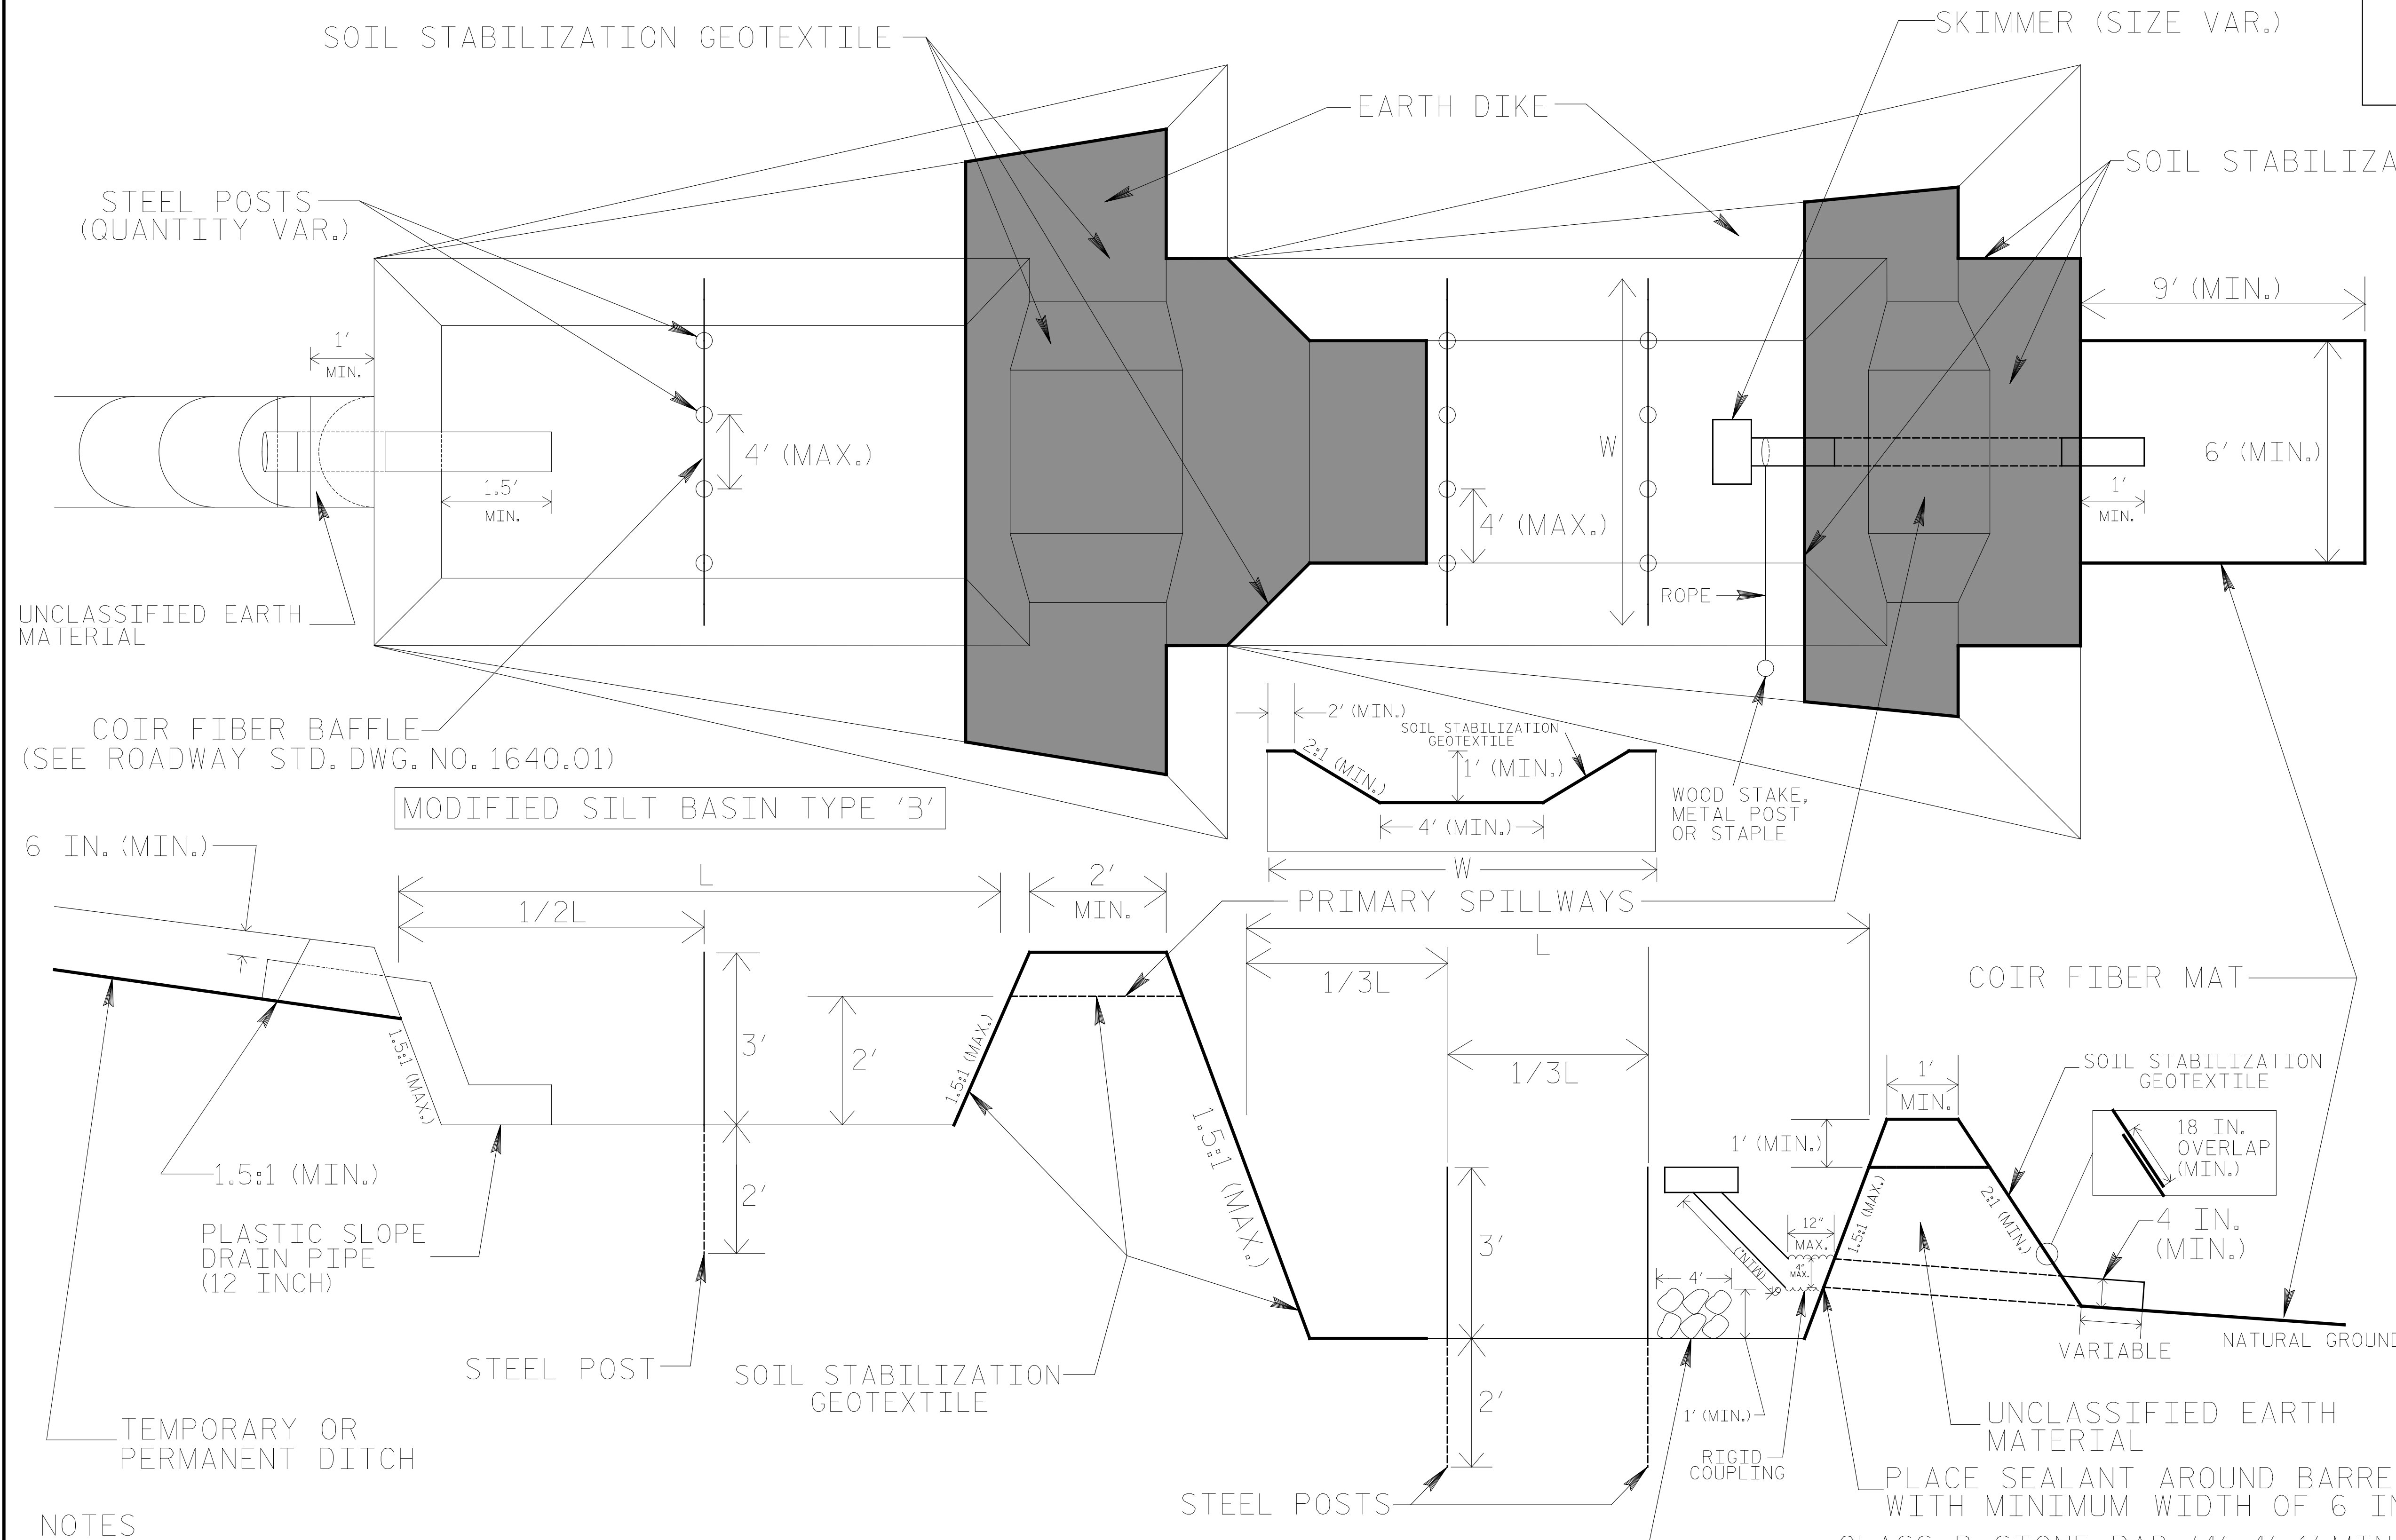 SOIL STABILIZATION GEOTEXTILE
SKIMMER (SIZE VAR.)
EARTH DIKE
SOIL STABILIZA
STEEL POSTS
(QUANTITY VAR.)
9' (MIN.)
1'
MIN.
4' (MAX.)
W
6' (MIN.)
1.5'
MIN.
4' (MAX.)
1'
MIN.
ROPE
UNCLASSIFIED EARTH
MATERIAL
COIR FIBER BAFFLE
(SEE ROADWAY STD. DWG. NO. 1640.01)
2' (MIN.)
SOIL STABILIZATION
GEOTEXTILE
2:1 (MIN.)
1' (MIN.)
4' (MIN.)
W
WOOD STAKE,
METAL POST
OR STAPLE
MODIFIED SILT BASIN TYPE 'B'
6 IN. (MIN.)
L
2'
MIN.
1/2L
PRIMARY SPILLWAYS
L
1/3L
COIR FIBER MAT
1.5:1 (MAX.)
3'
2'
1.5:1 (MAX.)
1/3L
1'
MIN.
SOIL STABILIZATION
GEOTEXTILE
1' (MIN.)
18 IN.
OVERLAP
(MIN.)
1.5:1 (MIN.)
2'
1.5:1 (MAX.)
1.5:1 (MAX.)
2:1 (MIN.)
4 IN.
(MIN.)
PLASTIC SLOPE
DRAIN PIPE
(12 INCH)
3'
12"
MAX.
4"
MAX.
6' (MIN.)
4'
VARIABLE
NATURAL GROUND
STEEL POST
SOIL STABILIZATION
GEOTEXTILE
2'
1' (MIN.)
RIGID
COUPLING
UNCLASSIFIED EARTH
MATERIAL
TEMPORARY OR
PERMANENT DITCH
STEEL POSTS
PLACE SEALANT AROUND BARRE
WITH MINIMUM WIDTH OF 6 IN
NOTES